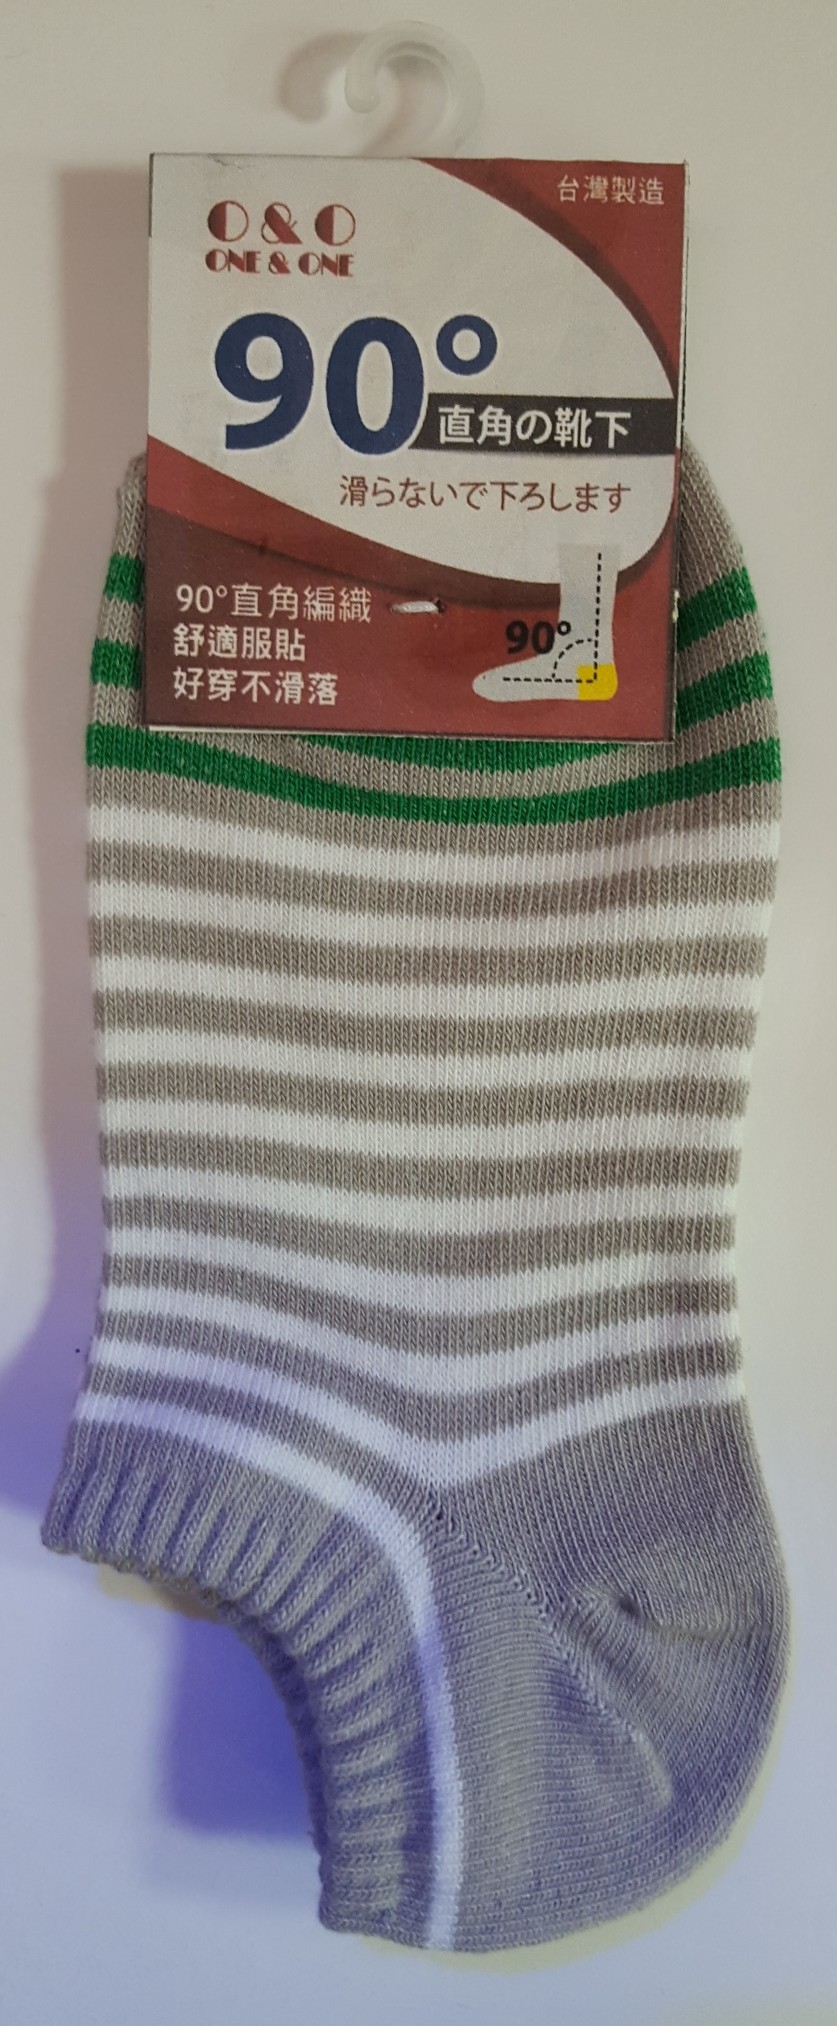 台灣製造
O & O
ONE & ONE
90°
直角の靴下
滑らないで下ろします
90°直角編織
舒適服貼
好穿不滑落
90°